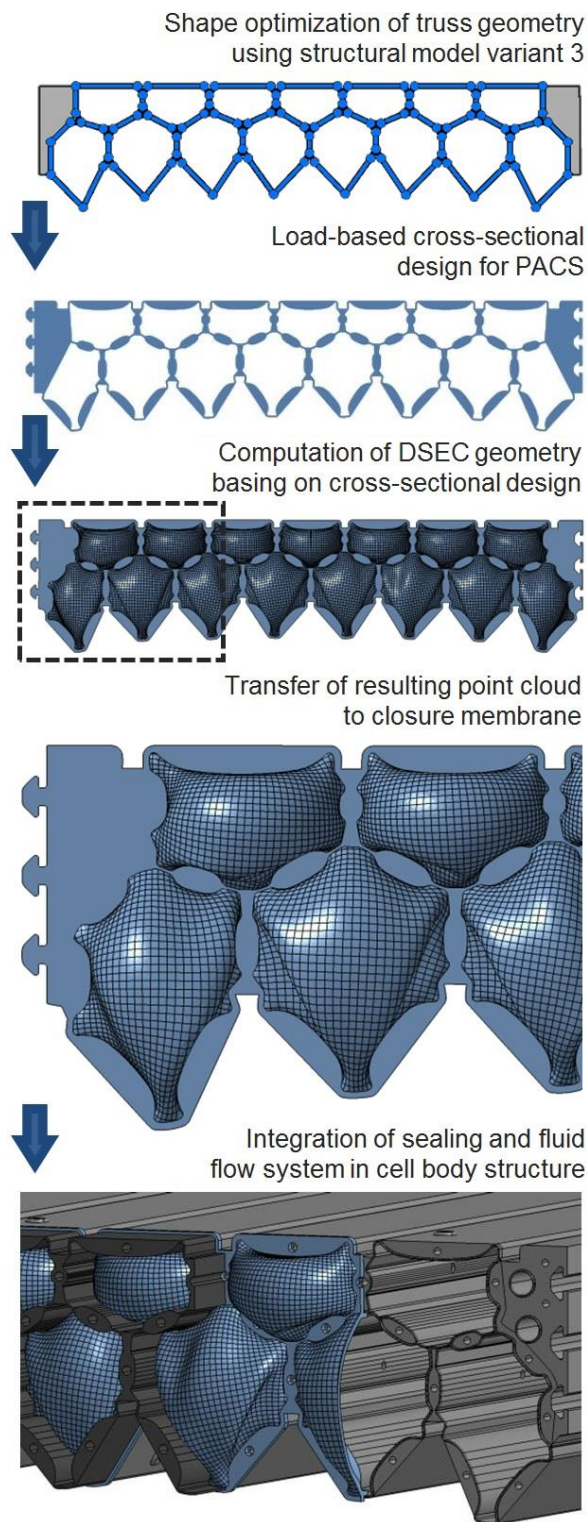 Shape optimization of truss geometry
using structural model variant 3
Load-based cross-sectional
design for PACS
Computation of DSEC geometry
basing on cross-sectional design
Transfer of resulting point cloud
to closure membrane
Integration of sealing and fluid
flow system in cell body structure